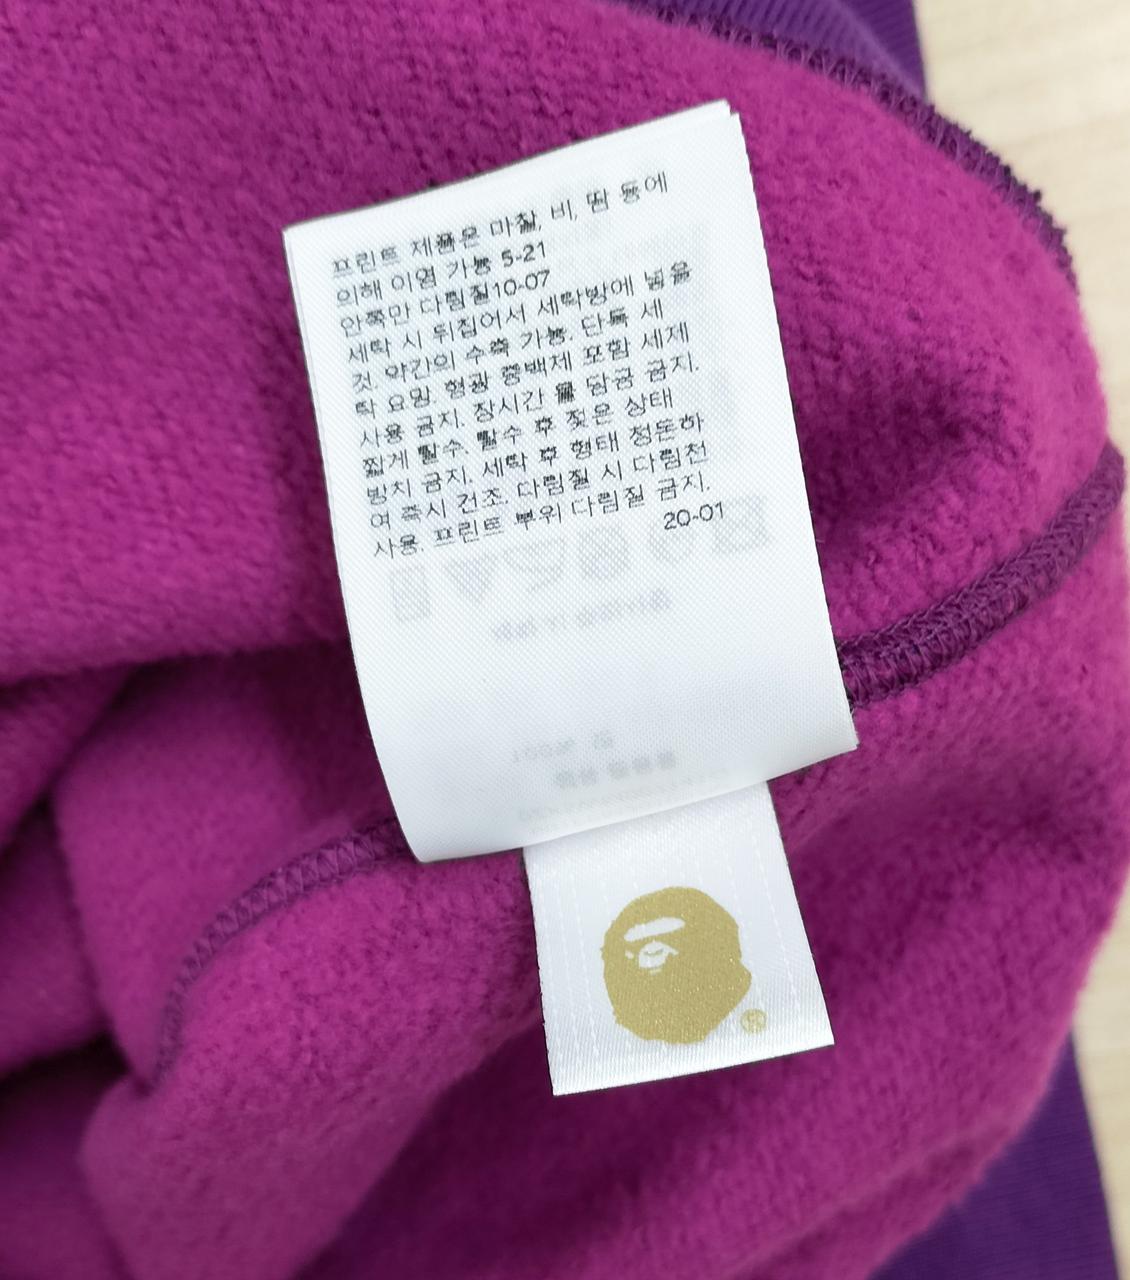 프린트 제품은 마찰, 비, 땀 등에
의해 이염 가능 5-21
안쪽만 다림질10-07
세탁 시 뒤집어서 세탁망에 넣을
것. 약간의 수축 가능. 단독 세
탁 요망. 형광 증백제 포함 세제
사용 금지. 장시간 물 담금 금지.
짧게 탈수. 탈수 후 젖은 상태
방치 금지. 세탁 후 형태 정돈하
여 즉시 건조. 다림질 시 다림천
사용. 프린트 부위 다림질 금지.
20-01
®